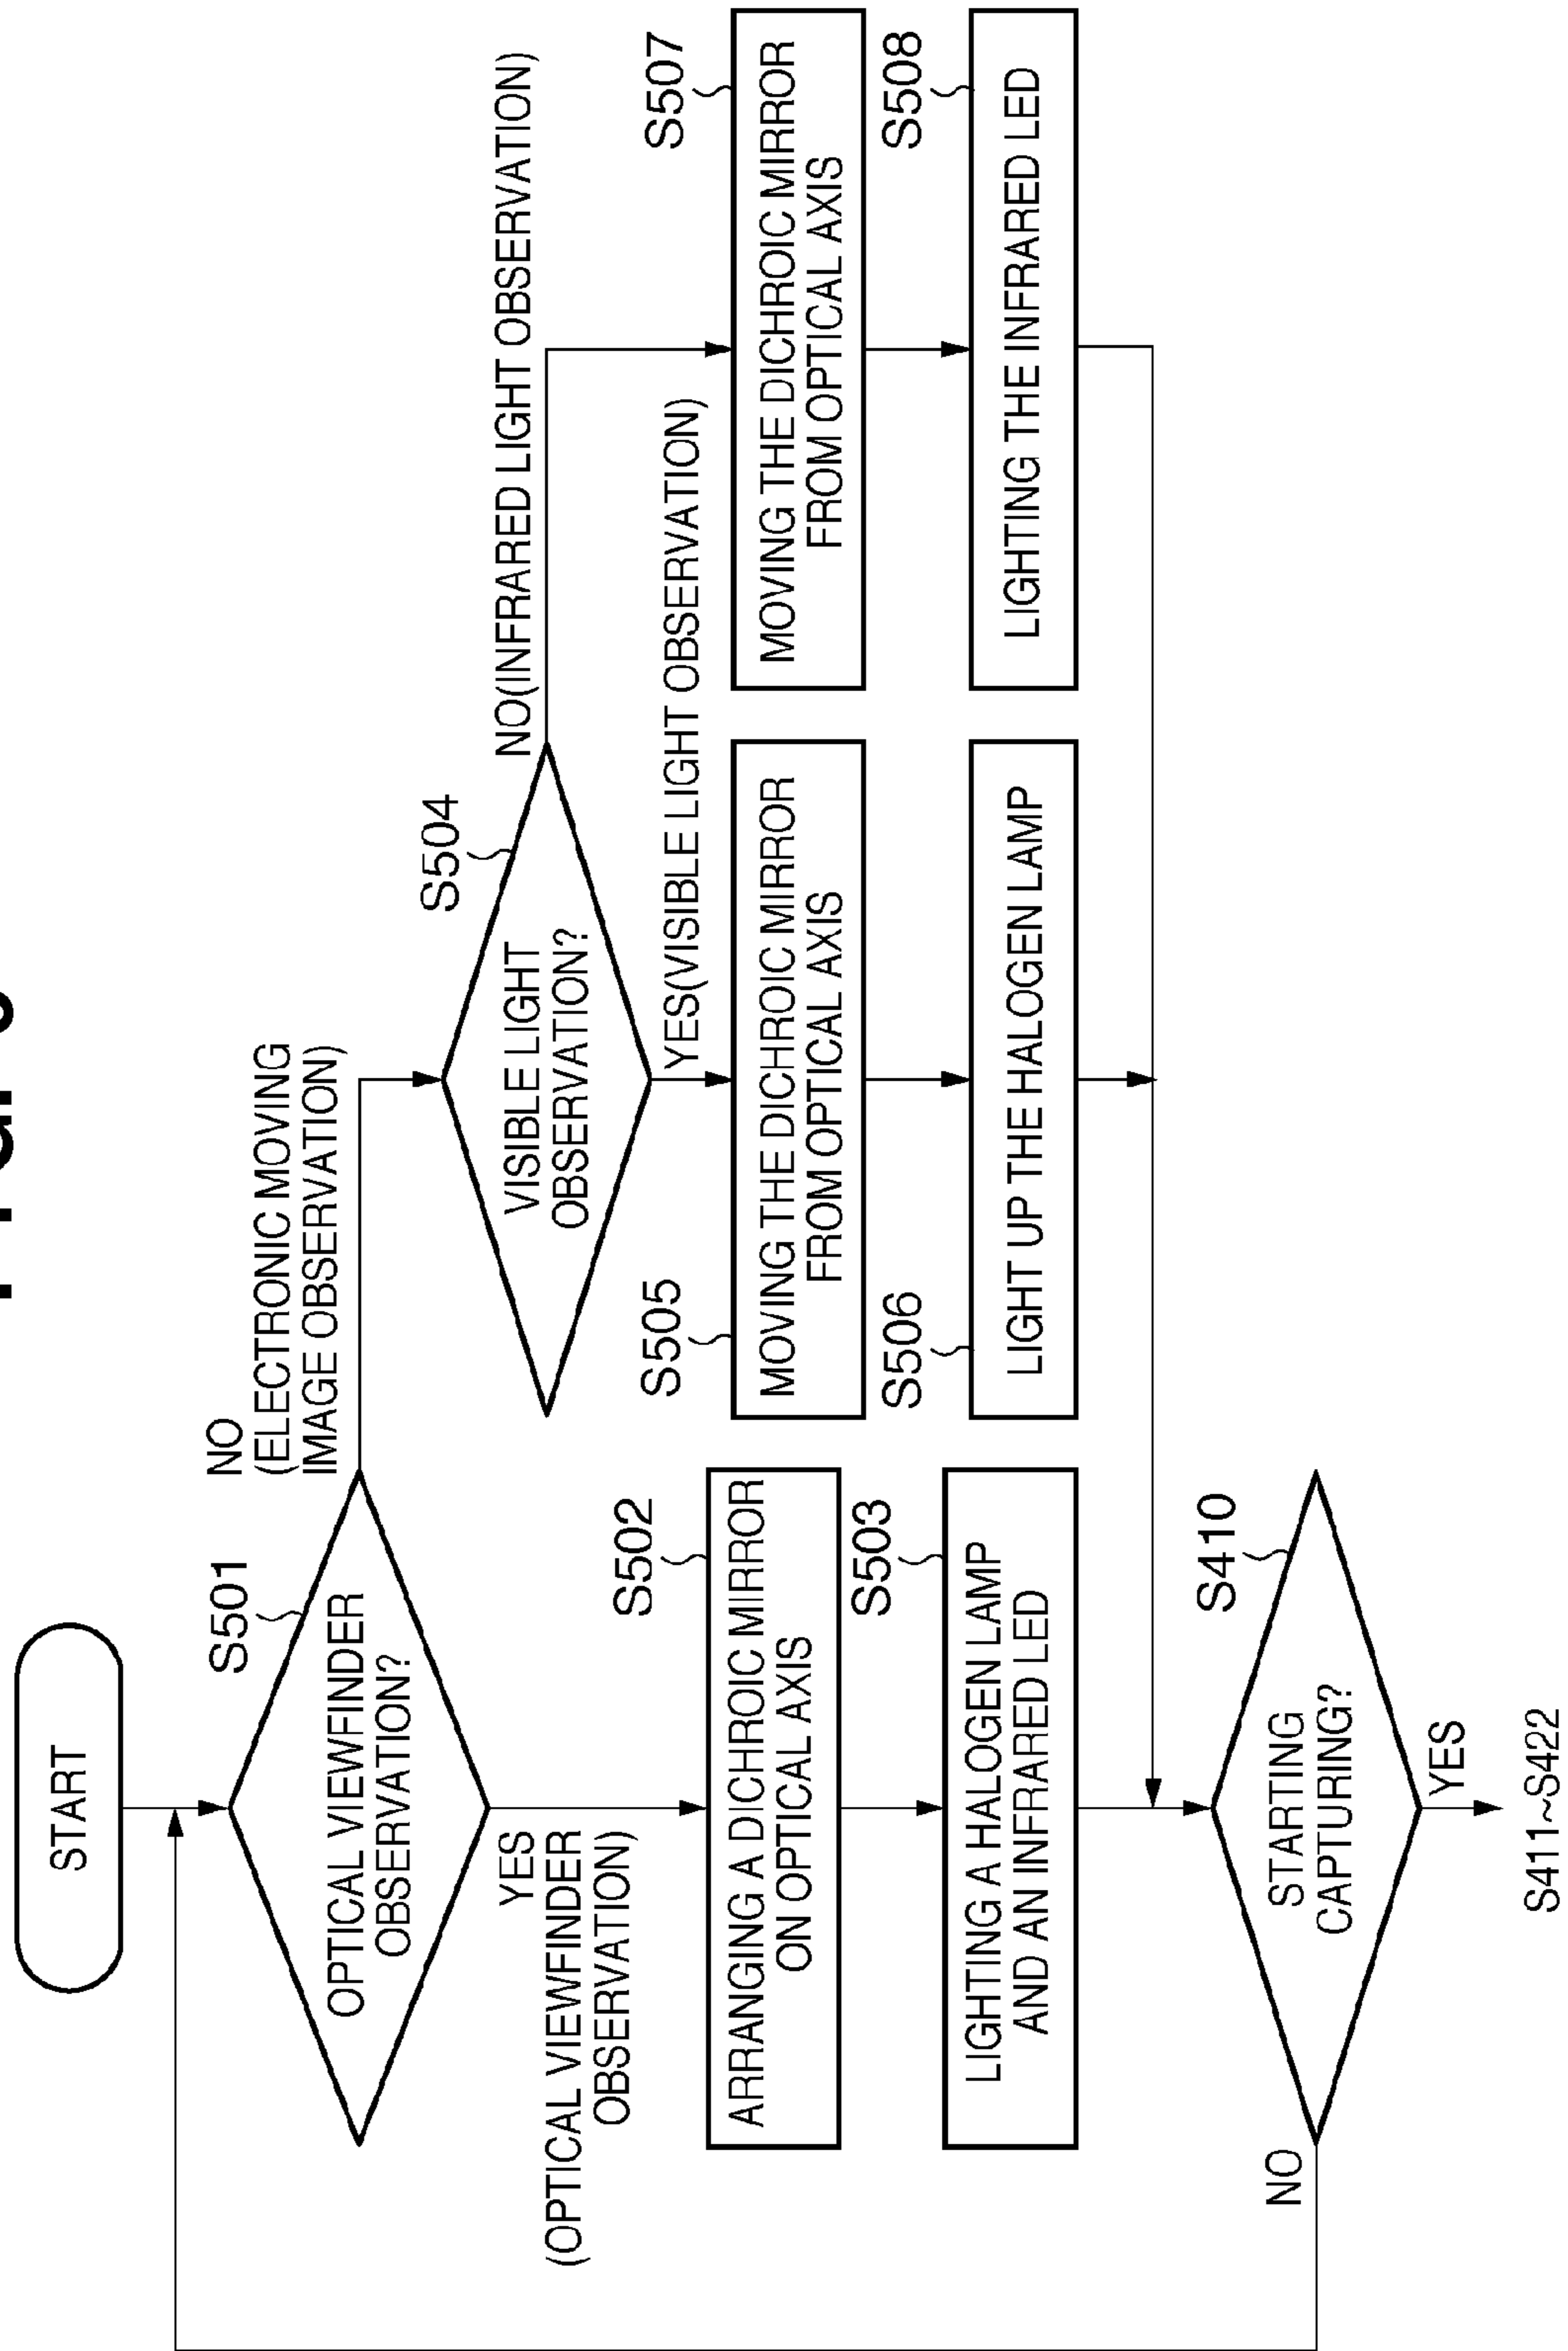 START
S501
OPTICAL VIEWFINDER
OBSERVATION?
NO
(ELECTRONIC MOVING
IMAGE OBSERVATION)
YES
(OPTICAL VIEWFINDER
OBSERVATION)
S504
VISIBLE LIGHT
OBSERVATION?
NO(INFRARED LIGHT OBSERVATION)
YES(VISIBLE LIGHT OBSERVATION)
S502
ARRANGING A DICHROIC MIRROR
ON OPTICAL AXIS
S505
MOVING THE DICHROIC MIRROR
FROM OPTICAL AXIS
S507
MOVING THE DICHROIC MIRROR
FROM OPTICAL AXIS
S503
LIGHTING A HALOGEN LAMP
AND AN INFRARED LED
S506
LIGHT UP THE HALOGEN LAMP
S508
LIGHTING THE INFRARED LED
S410
STARTING
CAPTURING?
NO
YES
S411~S422